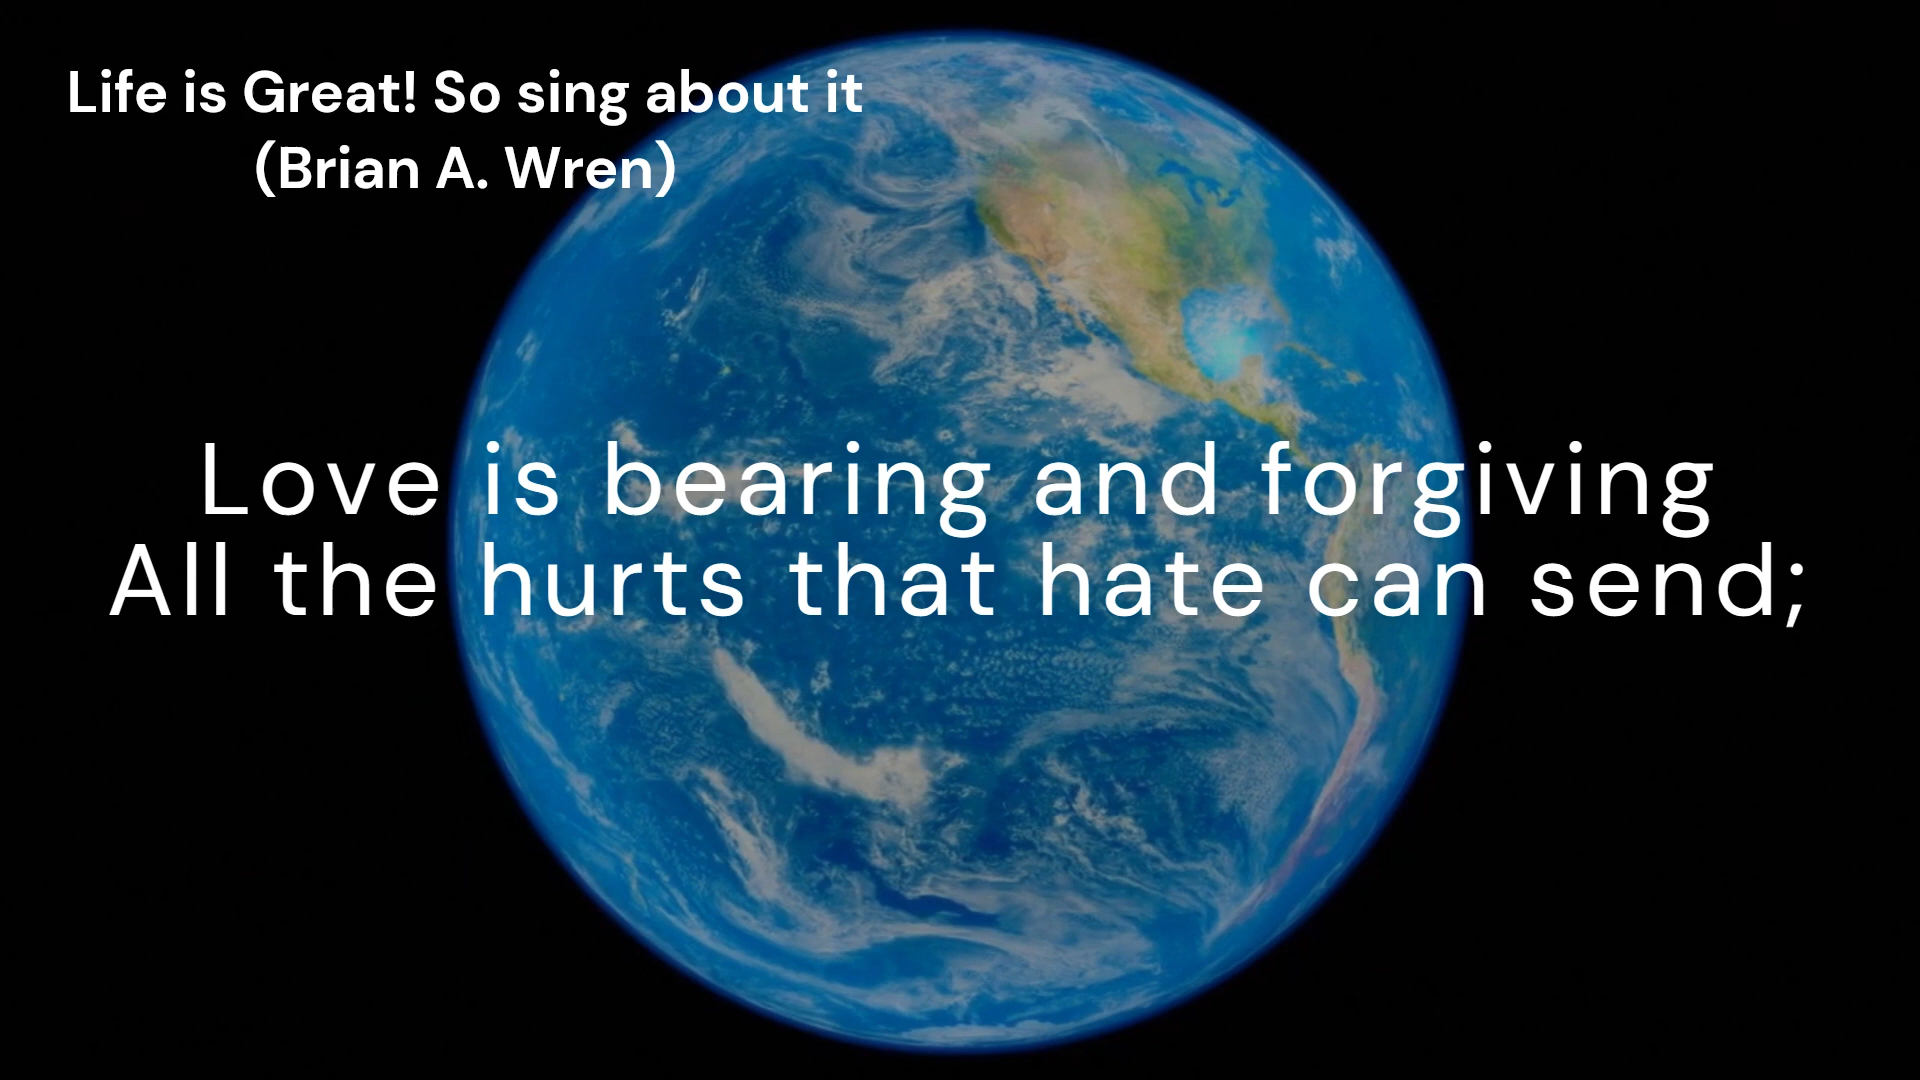 Life is Great! So sing about it
(Brian A. Wren)
Love is bearing and forgiving
All the hurts that hate can send;